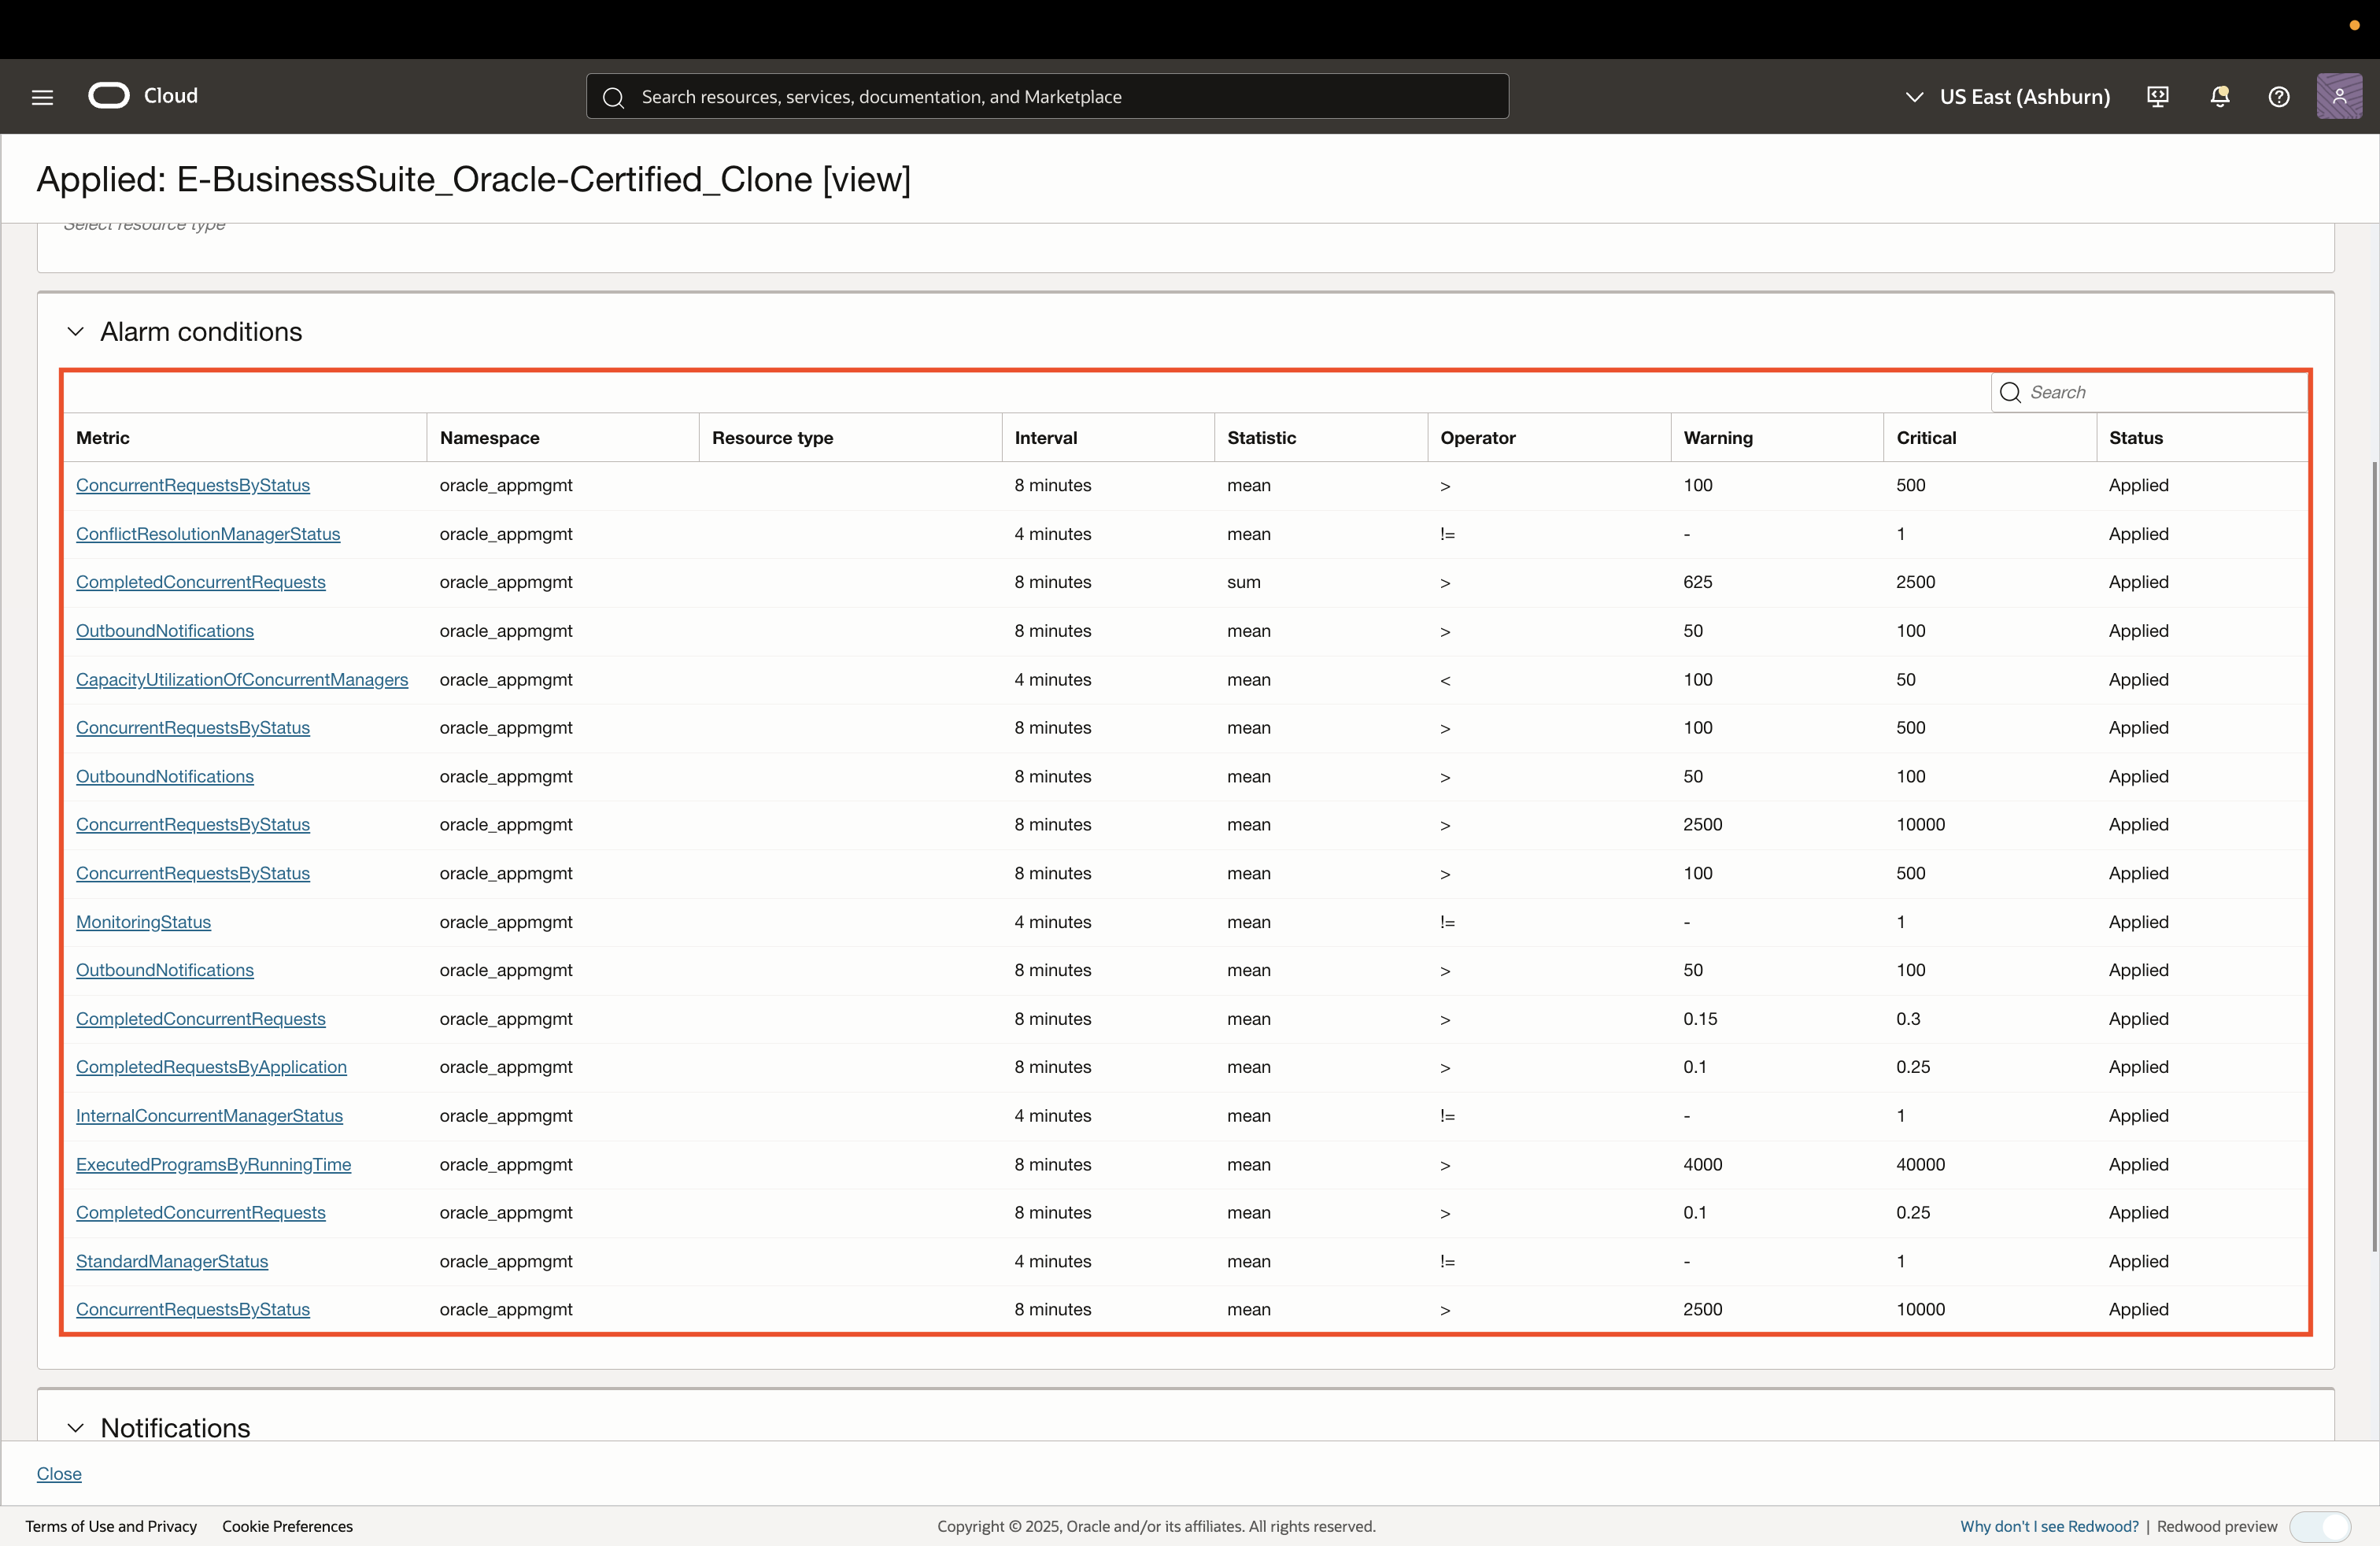 Cloud
Search resources, services, documentation, and Marketplace
US East (Ashburn)
Applied: E-BusinessSuite_Oracle-Certified_Clone [view]
Select resource type
Alarm conditions
Search
Metric Namespace Resource type Interval Statistic Operator Warning Critical Status
ConcurrentRequestsByStatus oracle_appmgmt 8 minutes mean > 100 500 Applied
ConflictResolutionManagerStatus oracle_appmgmt 4 minutes mean != - 1 Applied
CompletedConcurrentRequests oracle_appmgmt 8 minutes sum > 625 2500 Applied
OutboundNotifications oracle_appmgmt 8 minutes mean > 50 100 Applied
CapacityUtilizationOfConcurrentManagers oracle_appmgmt 4 minutes mean < 100 50 Applied
ConcurrentRequestsByStatus oracle_appmgmt 8 minutes mean > 100 500 Applied
OutboundNotifications oracle_appmgmt 8 minutes mean > 50 100 Applied
ConcurrentRequestsByStatus oracle_appmgmt 8 minutes mean > 2500 10000 Applied
ConcurrentRequestsByStatus oracle_appmgmt 8 minutes mean > 100 500 Applied
MonitoringStatus oracle_appmgmt 4 minutes mean != - 1 Applied
OutboundNotifications oracle_appmgmt 8 minutes mean > 50 100 Applied
CompletedConcurrentRequests oracle_appmgmt 8 minutes mean > 0.15 0.3 Applied
CompletedRequestsByApplication oracle_appmgmt 8 minutes mean > 0.1 0.25 Applied
InternalConcurrentManagerStatus oracle_appmgmt 4 minutes mean != - 1 Applied
ExecutedProgramsByRunningTime oracle_appmgmt 8 minutes mean > 4000 40000 Applied
CompletedConcurrentRequests oracle_appmgmt 8 minutes mean > 0.1 0.25 Applied
StandardManagerStatus oracle_appmgmt 4 minutes mean != - 1 Applied
ConcurrentRequestsByStatus oracle_appmgmt 8 minutes mean > 2500 10000 Applied
Notifications
Close
Terms of Use and Privacy Cookie Preferences Copyright © 2025, Oracle and/or its affiliates. All rights reserved. Why don't I see Redwood? | Redwood preview